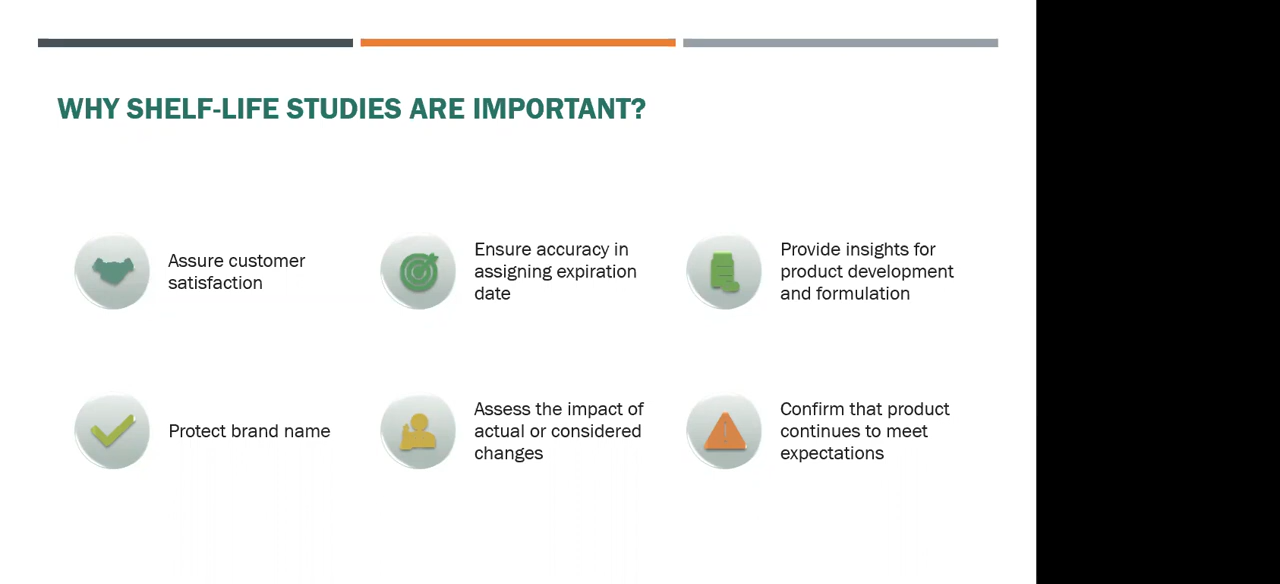 WHY SHELF-LIFE STUDIES ARE IMPORTANT?
Assure customer
satisfaction
Ensure accuracy in
assigning expiration
date
Provide insights for
product development
and formulation
Protect brand name
Assess the impact of
actual or considered
changes
Confirm that product
continues to meet
expectations